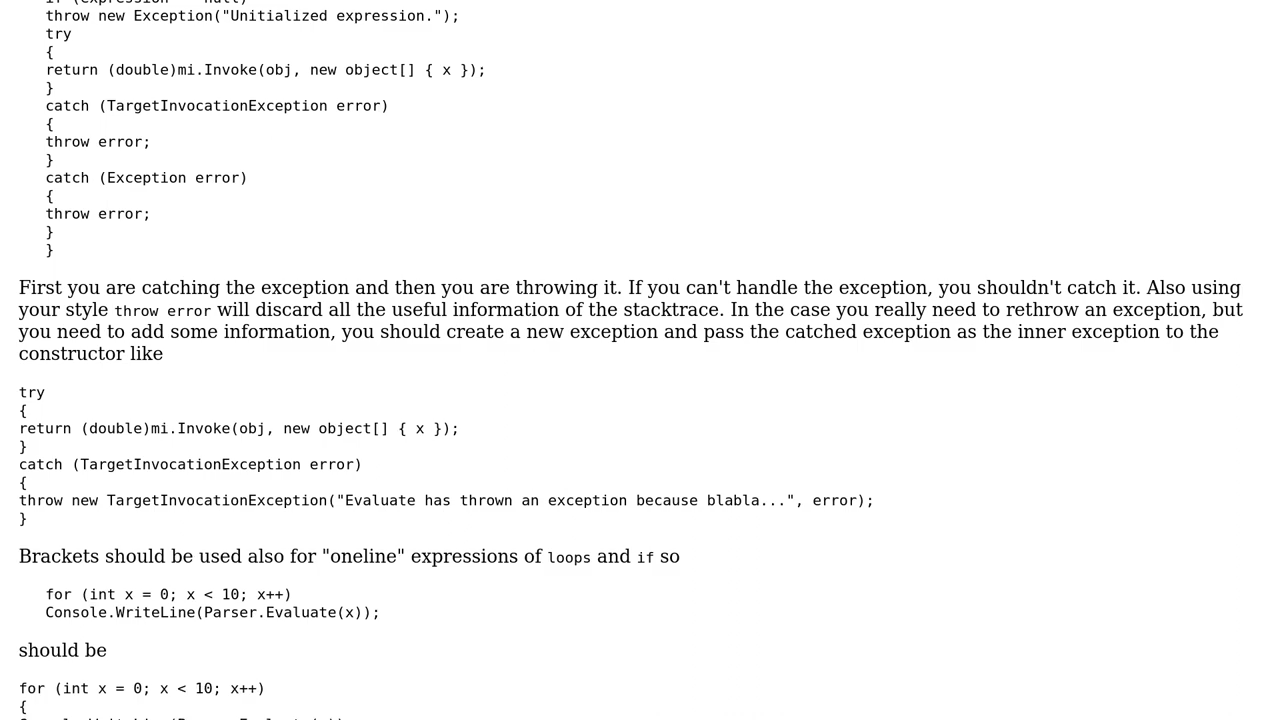 throw new Exception("Unitialized expression.");
try
{
return (double)mi.Invoke(obj, new object[] { x });
}
catch (TargetInvocationException error)
{
throw error;
}
catch (Exception error)
{
throw error;
}
}
First you are catching the exception and then you are throwing it. If you can't handle the exception, you shouldn't catch it. Also using
your style throw error will discard all the useful information of the stacktrace. In the case you really need to rethrow an exception, but
you need to add some information, you should create a new exception and pass the catched exception as the inner exception to the
constructor like
try
{
return (double)mi.Invoke(obj, new object[] { x });
}
catch (TargetInvocationException error)
{
throw new TargetInvocationException("Evaluate has thrown an exception because blabla...", error);
}
Brackets should be used also for "oneline" expressions of loops and if so
for (int x = 0; x < 10; x++)
Console.WriteLine(Parser.Evaluate(x));
should be
for (int x = 0; x < 10; x++)
{